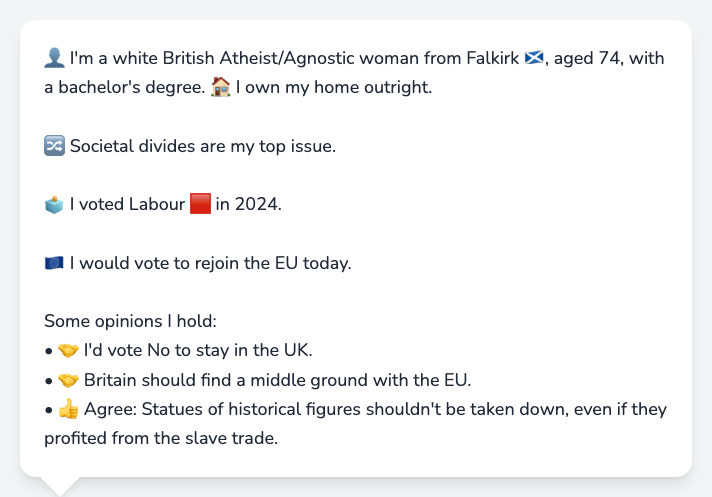 👤 I'm a white British Atheist/Agnostic woman from Falkirk 🏴󠁧󠁢󠁳󠁣󠁴󠁿, aged 74, with
a bachelor's degree. 🏠 I own my home outright.
🔀 Societal divides are my top issue.
🗳️ I voted Labour 🟥 in 2024.
🇪🇺 I would vote to rejoin the EU today.
Some opinions I hold:
• 🤝 I'd vote No to stay in the UK.
• 🤝 Britain should find a middle ground with the EU.
• 👍 Agree: Statues of historical figures shouldn't be taken down, even if they
profited from the slave trade.